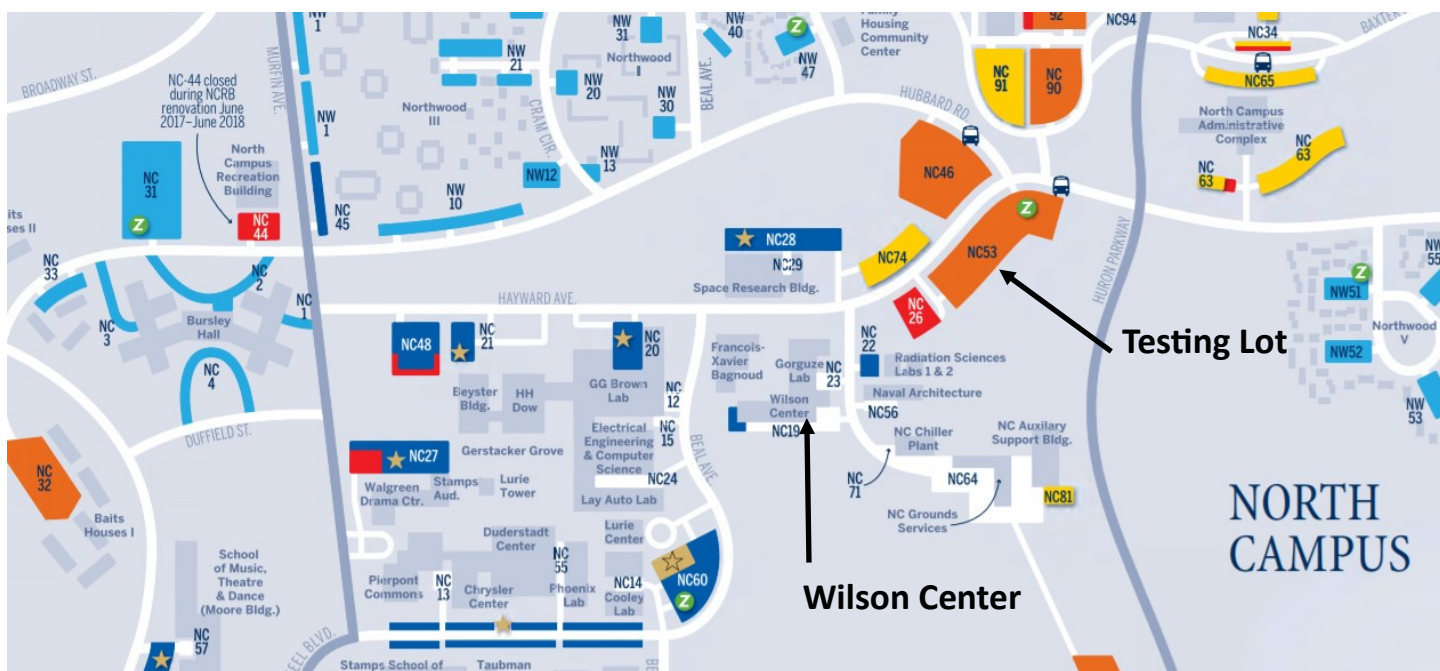 BROADWAY ST.
MURFIN AVE.
NW
1
NC-44 closed
during NCRB
renovation June
2017–June 2018
NW
1
NW
21
Northwood
III
CRAM CIR.
NW
20
NW
31
Northwood
I
NW
30
NW
13
NW12
NW
10
BEAL AVE.
NW
40
Z
NW
47
Housing
Community
Center
92
NC94
NC
91
NC
90
HUBBARD RD.
NC34
NC65
BAXTER
North Campus
Administrative
Complex
NC
63
NC
63
North
Campus
Recreation
Building
NC
31
Z
NC
44
NC
45
NC
33
NC
2
NC
1
NC
3
Bursley
Hall
NC
4
DUFFIELD ST.
NC
32
Baits
Houses I
School
of Music,
Theatre
& Dance
(Moore Bldg.)
NC
57
HAYWARD AVE.
NC28
NC29
Space Research Bldg.
NC74
NC46
Z
NC53
NC
26
HURON PARKWAY
Testing Lot
NW
55
Z
NW51
NW52
Northwood
V
NW
53
NC48
NC
21
NC
20
Beyster
Bldg.
HH
Dow
GG Brown
Lab
NC
12
Electrical
Engineering
& Computer
Science
NC
15
NC24
Lay Auto Lab
BEAL AVE.
Francois-
Xavier
Bagnoud
Gorguze
Lab
NC
23
Wilson
Center
NC19
NC
22
Radiation Sciences
Labs 1 & 2
Naval Architecture
NC56
NC Chiller
Plant
NC Auxilary
Support Bldg.
NC
71
NC64
NC81
NC Grounds
Services
Wilson Center
NC27
Gerstacker Grove
Walgreen
Drama Ctr.
Stamps
Aud.
Lurie
Tower
Duderstadt
Center
Lurie
Center
Pierpont
Commons
NC
13
Chrysler
Center
NC
55
Phoenix
Lab
NC14
Cooley
Lab
NC60
Z
Stamps School of
Taubman
NORTH
CAMPUS